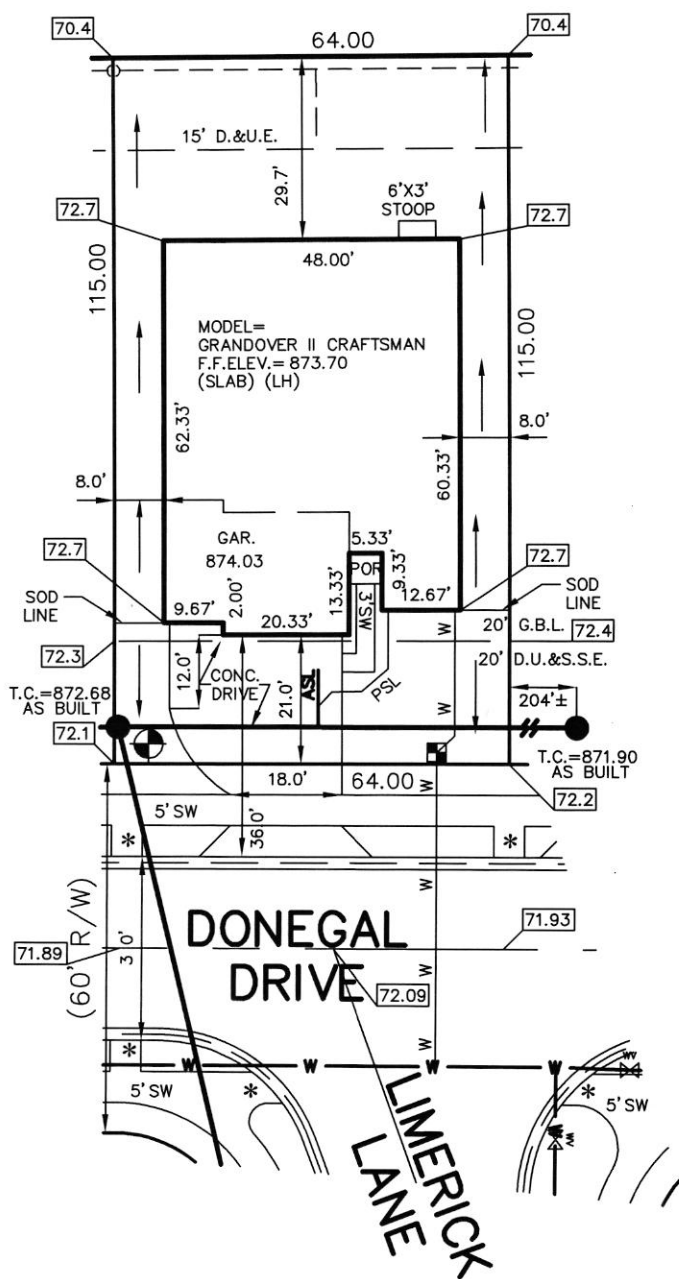 70.4
64.00
70.4
15' D.&U.E.
29.7'
6'X3'
STOOP
72.7
72.7
48.00'
115.00
115.00
MODEL=
GRANDOVER II CRAFTSMAN
F.F.ELEV.= 873.70
(SLAB) (LH)
62.33'
60.33'
8.0'
8.0'
GAR.
874.03
5.33'
POR
9.33'
72.7
72.7
9.67'
2.00'
20.33'
13.33'
3'SW
12.67'
SOD
LINE
SOD
LINE
W
20' G.B.L.
72.4
72.3
12.0'
CONC.
DRIVE
21.0'
ASL
PSL
W
20' D.U.&S.S.E.
204'±
T.C.=872.68
AS BUILT
72.1
T.C.=871.90
AS BUILT
18.0'
64.00
W
72.2
5' SW
36.0'
*
*
W
(60' R/W)
DONEGAL
DRIVE
71.93
71.89
3 .0'
W
72.09
W
*
W
W
W
W
WV
5' SW
*
LIMERICK
LANE
*
5' SW
W
WV